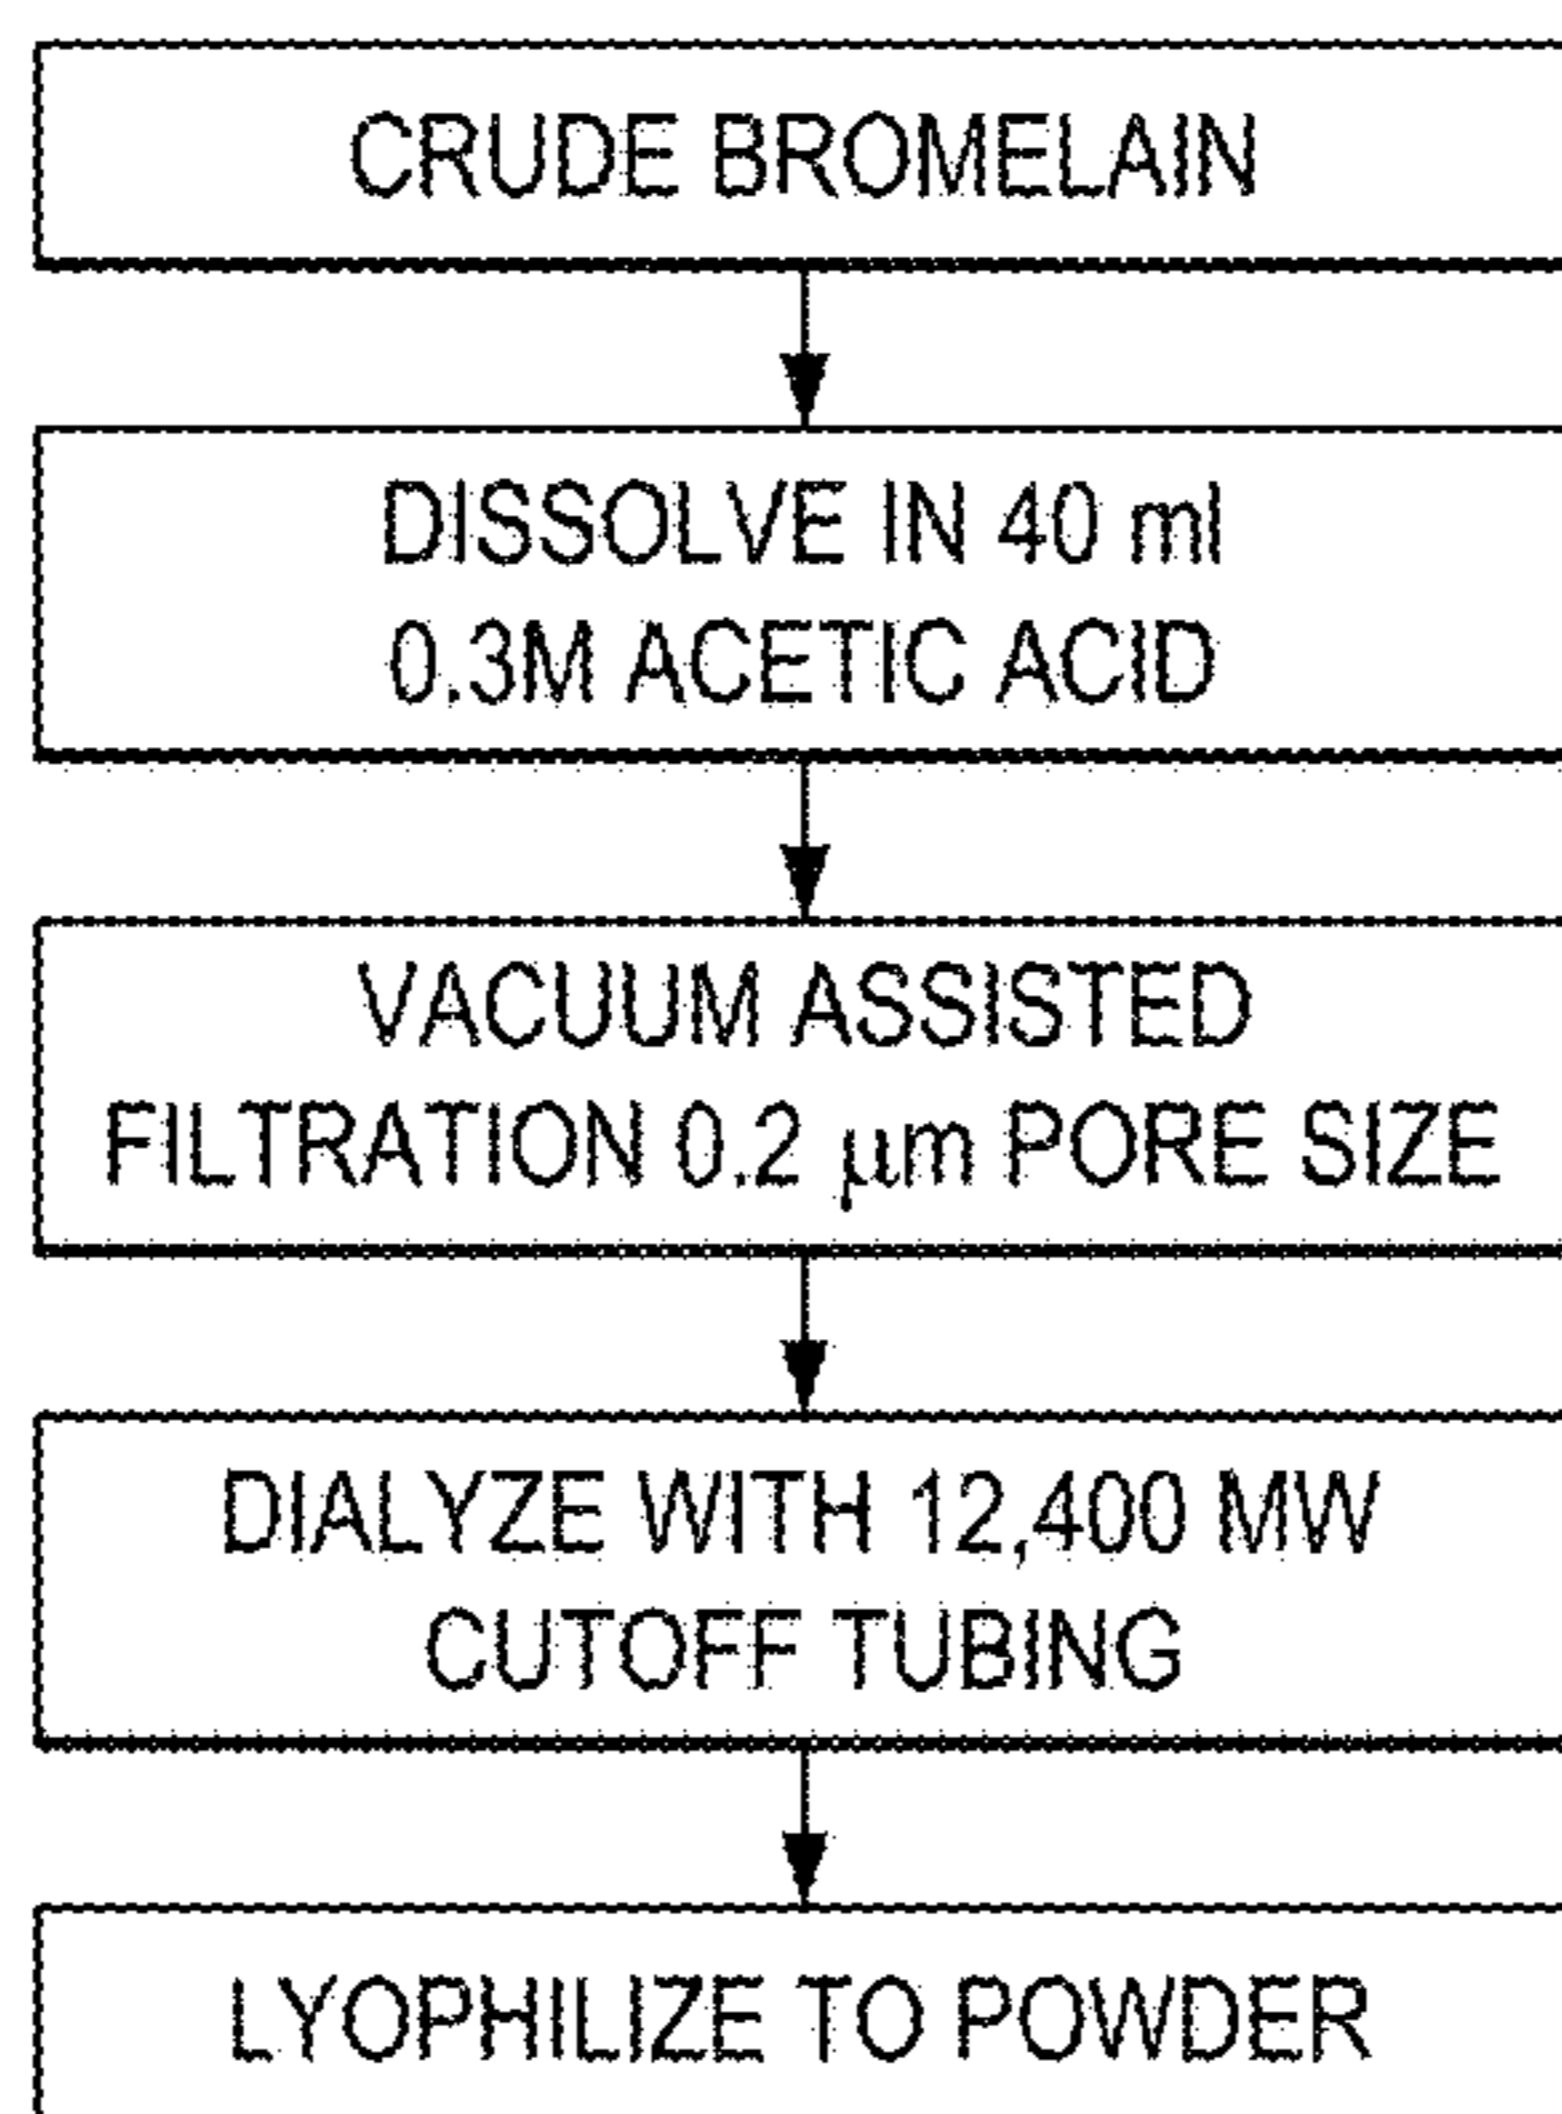 CRUDE BROMELAIN
DISSOLVE IN 40 ml
0.3M ACETIC ACID
VACUUM ASSISTED
FILTRATION 0.2 μm PORE SIZE
DIALYZE WITH 12,400 MW
CUTOFF TUBING
LYOPHILIZE TO POWDER